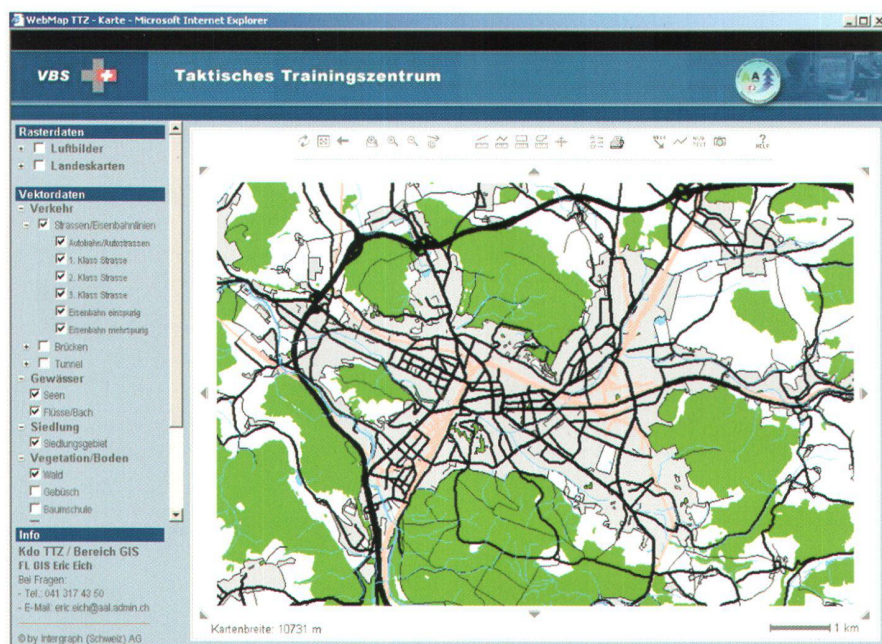 WebMap TTZ - Karte - Microsoft Internet Explorer
VBS
Taktisches Trainingszentrum
AA
Rasterdaten
Luftbilder
Landeskarten
Vektordaten
Verkehr
Strassen/Eisenbahnlinien
Autobahn/Autostrassen
1. Klass Strasse
2. Klass Strasse
3. Klass Strasse
Eisenbahn einspurig
Eisenbahn mehrspurig
Brücken
Tunnel
Gewässer
Seen
Flüsse/Bach
Siedlung
Siedlungsgebiet
Vegetation/Boden
Wald
Gebüsch
Baumschule
Info
Kdo TTZ / Bereich GIS
FL GIS Eric Eich
Bei Fragen:
- Tel.: 041 317 43 50
- E-Mail: eric.eich@aal.admin.ch
© by Intergraph (Schweiz) AG
HELP
Kartenbreite: 10731 m
1 km